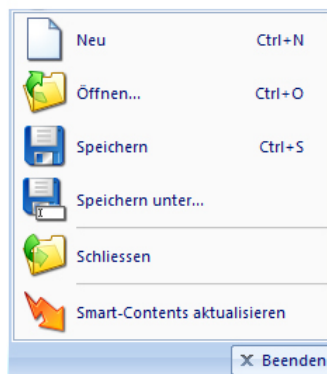 Neu Ctrl+N
Öffnen... Ctrl+O
Speichern Ctrl+S
Speichern unter...
Schliessen
Smart-Contents aktualisieren
Beenden